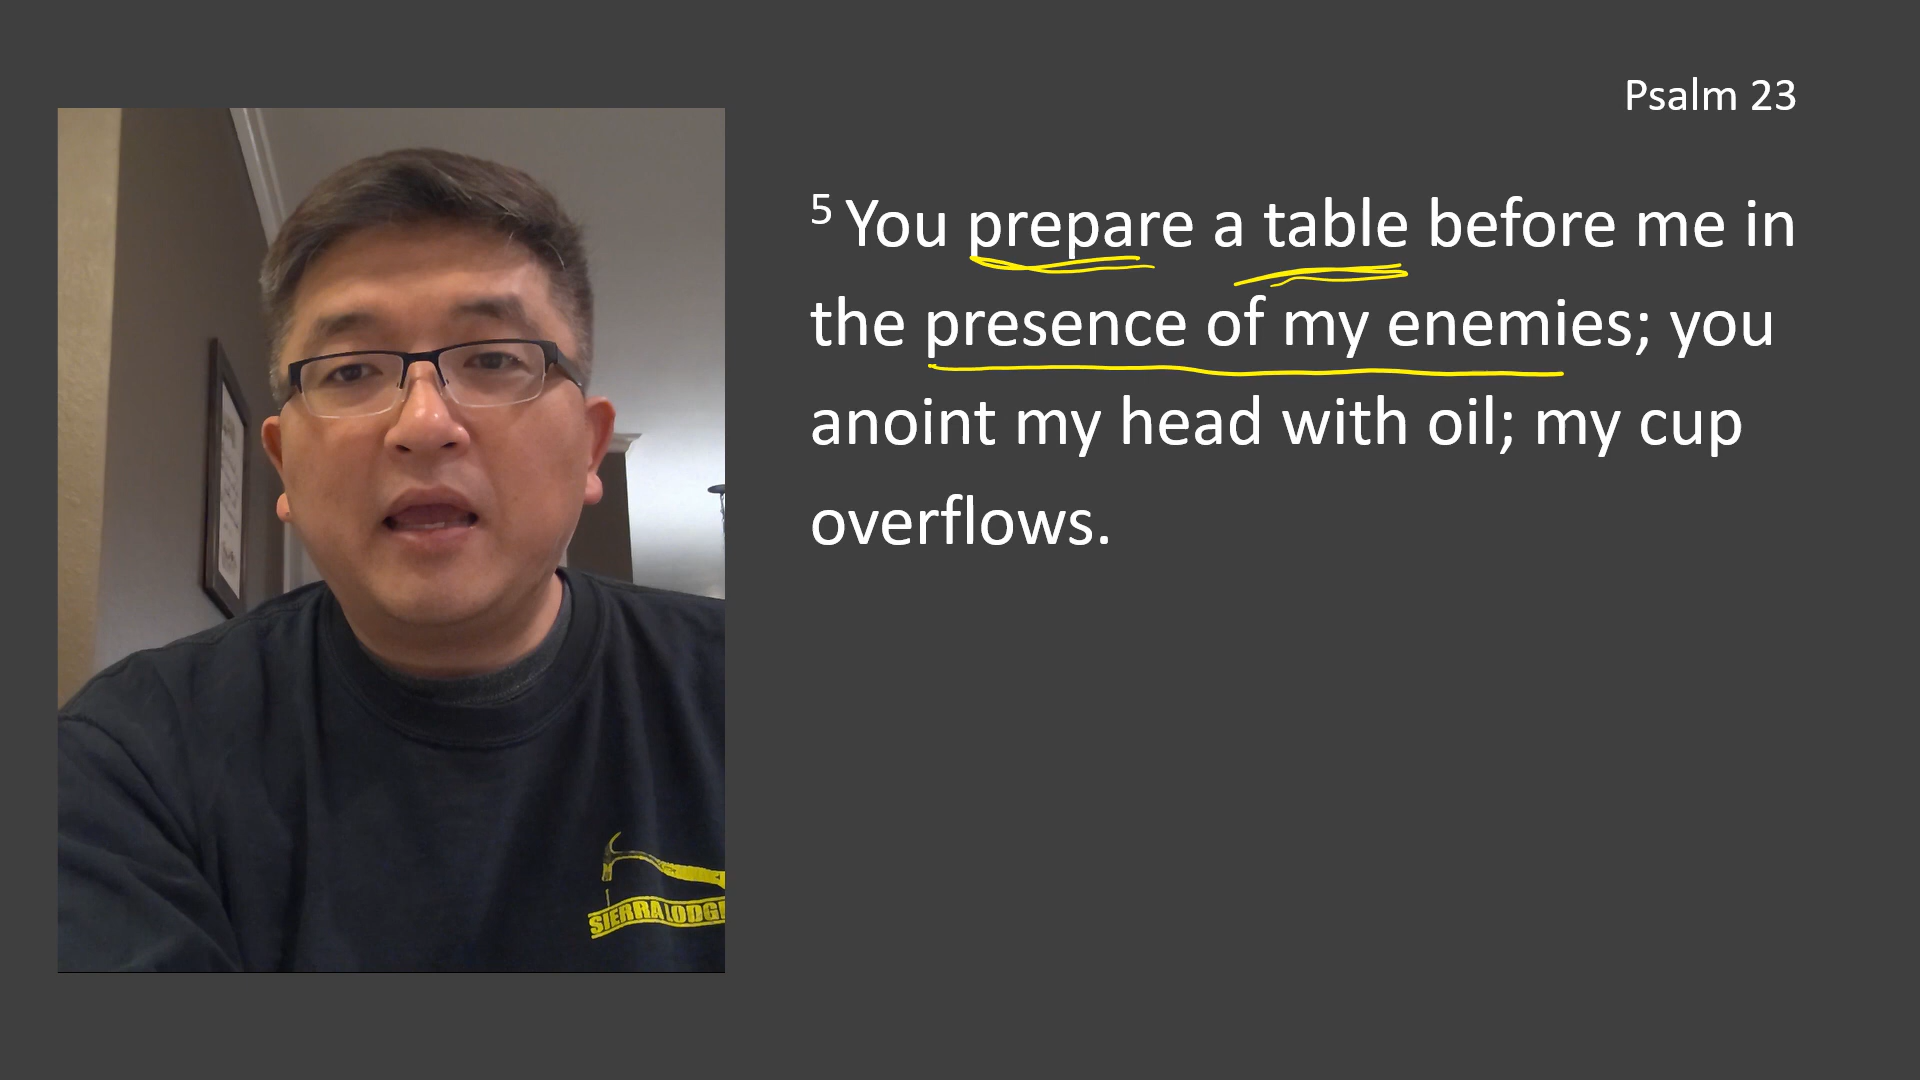 Psalm 23
5 You prepare a table before me in
the presence of my enemies; you
anoint my head with oil; my cup
overflows.
SIERRA LODG